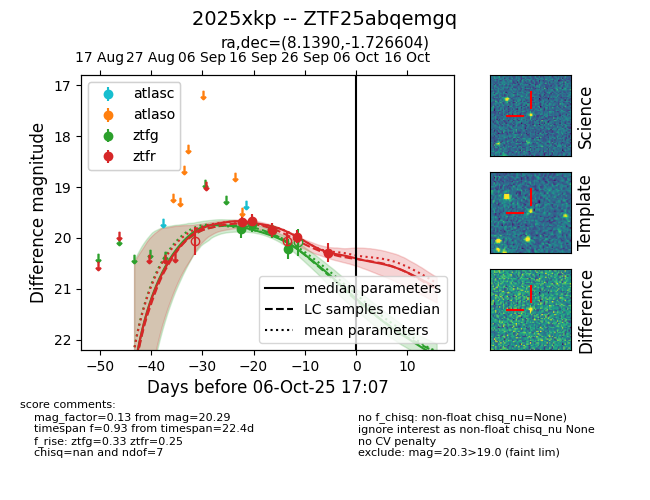 2025xkp -- ZTF25abqemgq
ra,dec=(8.1390,-1.726604)
17 Aug 27 Aug 06 Sep 16 Sep 26 Sep 06 Oct 16 Oct
17
18
19
20
21
22
Difference magnitude
atlasc
atlaso
ztfg
ztfr
median parameters
LC samples median
mean parameters
−50 −40 −30 −20 −10 0 10
Days before 06-Oct-25 17:07
Science
Template
Difference
score comments:
mag_factor=0.13 from mag=20.29
timespan f=0.93 from timespan=22.4d
f_rise: ztfg=0.33 ztfr=0.25
chisq=nan and ndof=7
no f_chisq: non-float chisq_nu=None)
ignore interest as non-float chisq_nu None
no CV penalty
exclude: mag=20.3>19.0 (faint lim)